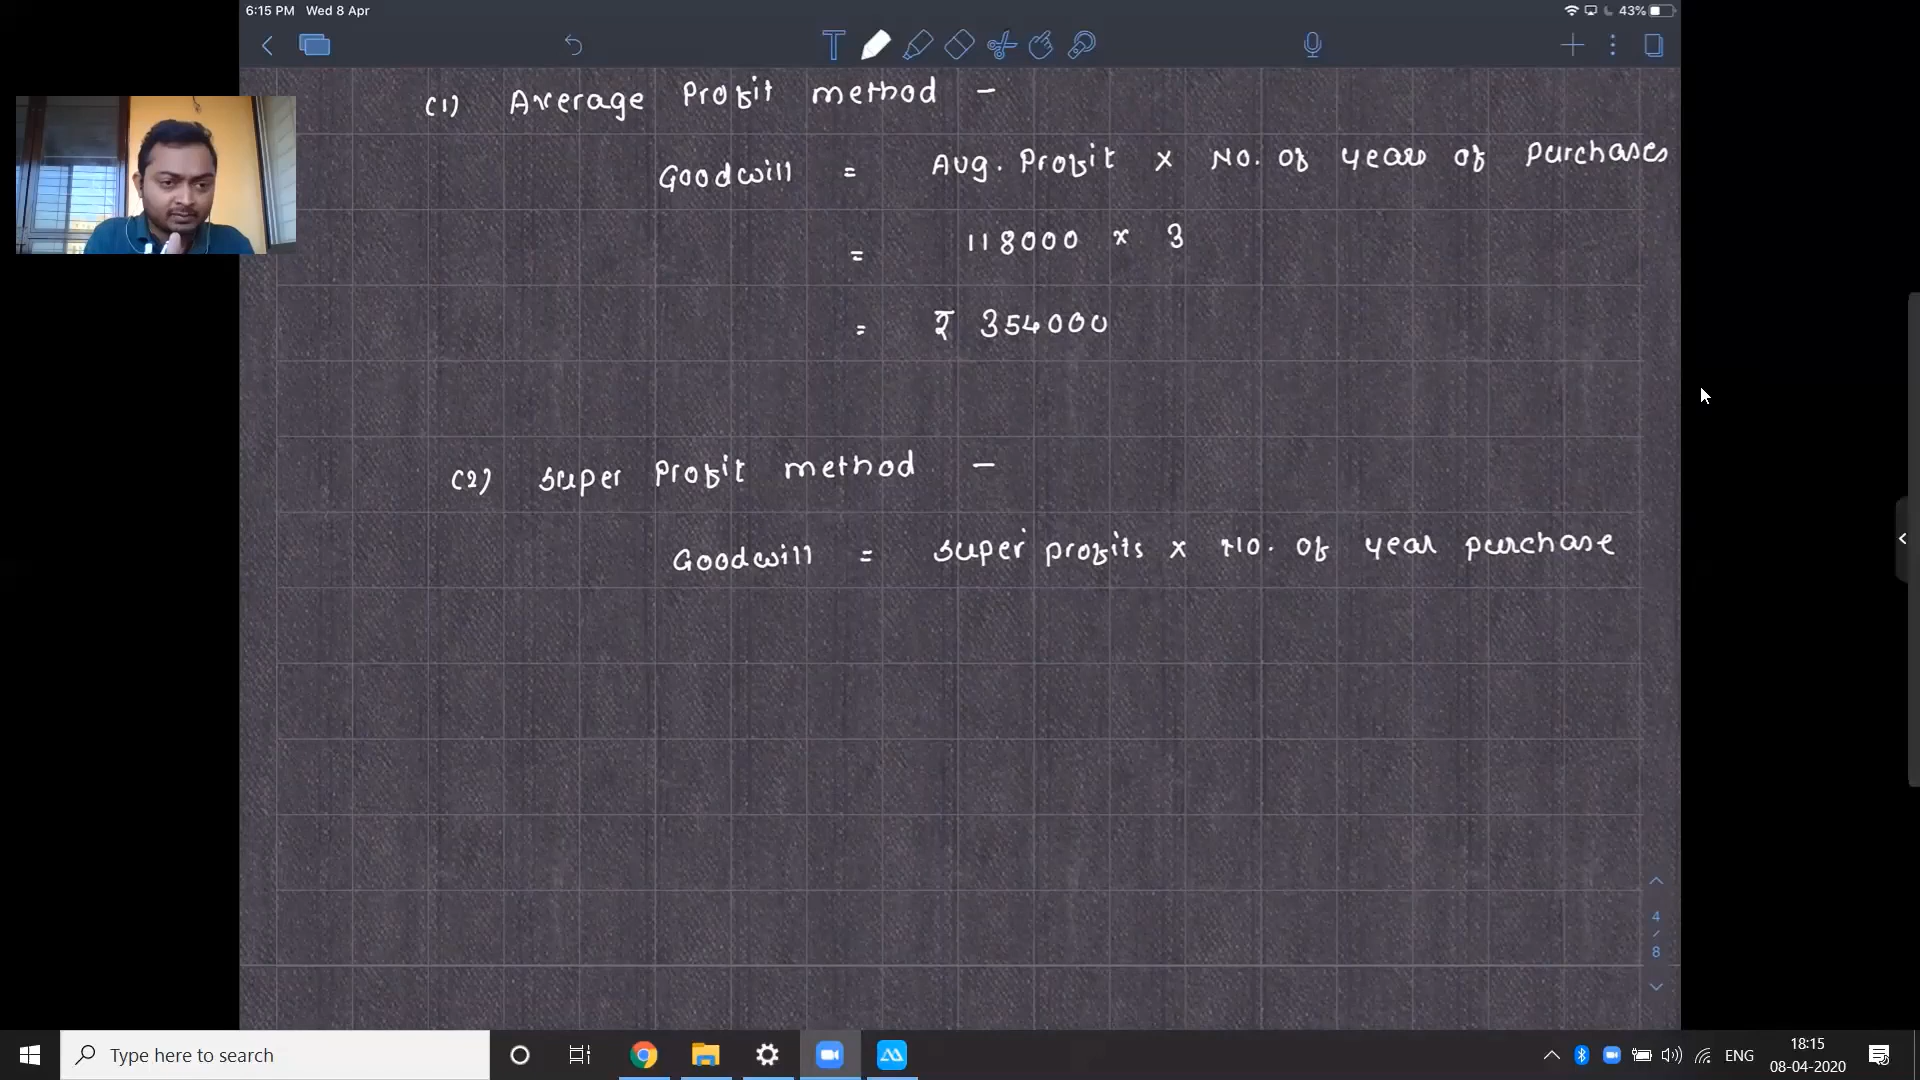 6:15 PM Wed 8 Apr
43%
(1) Average Profit method -
Goodwill = Avg. Profit x No. of years of purchases
= 118000 x 3
= ₹ 354000
(2) Super Profit method -
Goodwill = Super profits x No. of year purchase
4
/
8
Type here to search
ENG
18:15
08-04-2020